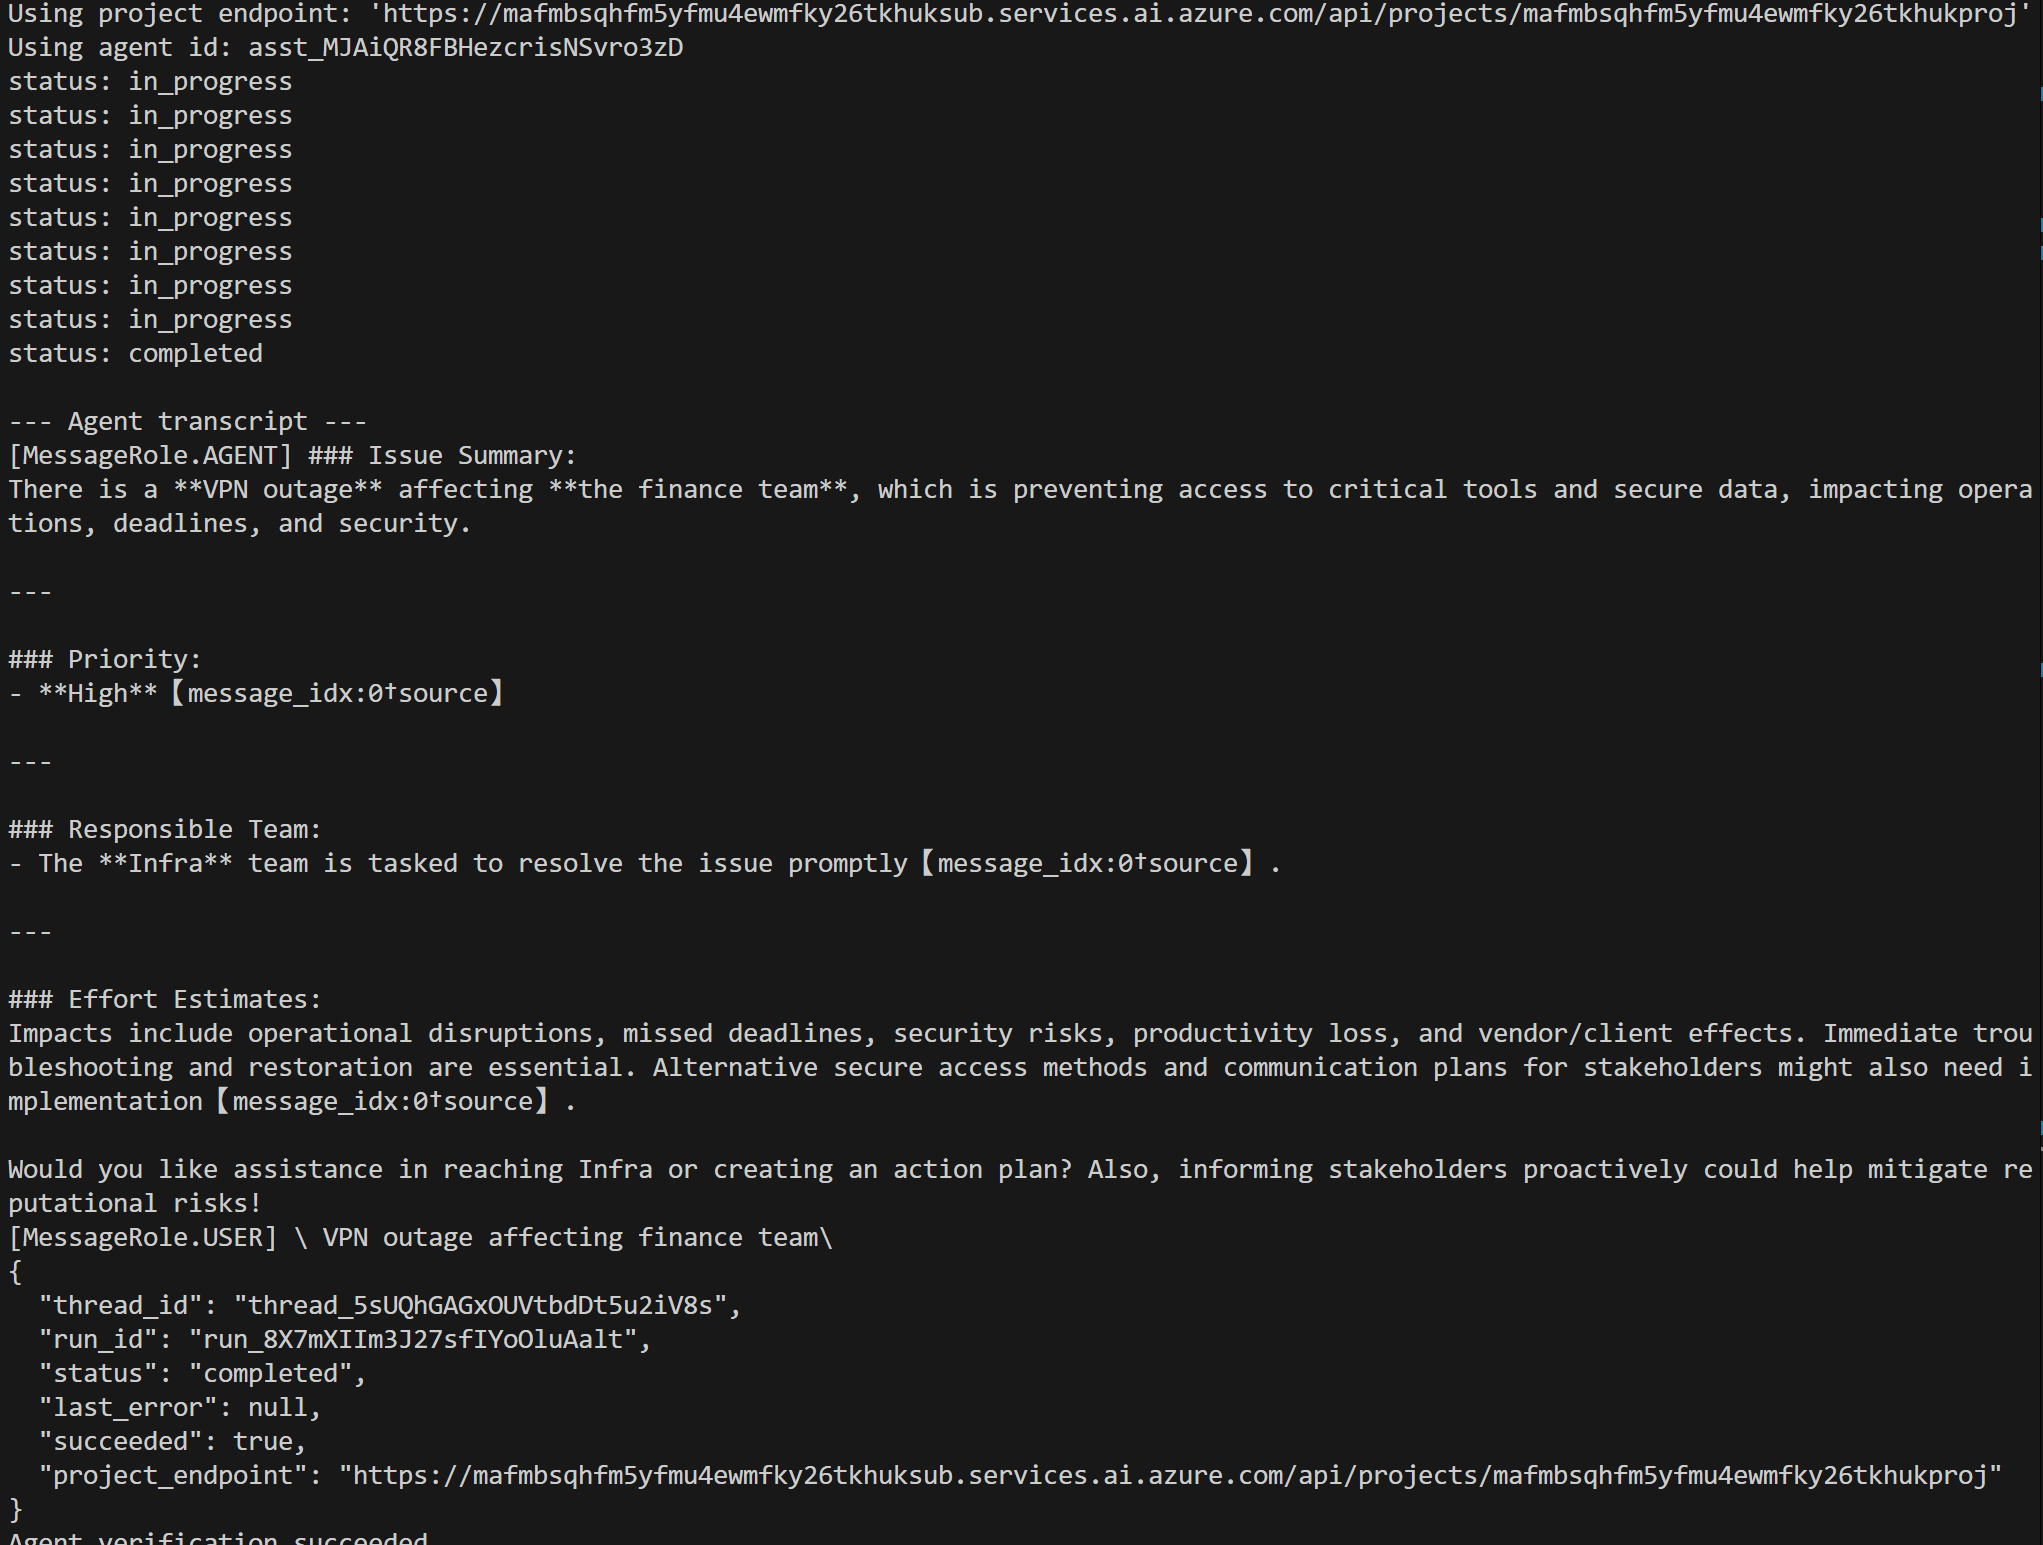 Using project endpoint: 'https://mafmbsqhfm5yfmu4ewmfky26tkhuksub.services.ai.azure.com/api/projects/mafmbsqhfm5yfmu4ewmfky26tkhukproj'
Using agent id: asst_MJAiQR8FBHezcrisNSvro3zD
status: in_progress
status: in_progress
status: in_progress
status: in_progress
status: in_progress
status: in_progress
status: in_progress
status: in_progress
status: completed
--- Agent transcript ---
[MessageRole.AGENT] ### Issue Summary:
There is a **VPN outage** affecting **the finance team**, which is preventing access to critical tools and secure data, impacting opera
tions, deadlines, and security.
---
### Priority:
- **High**【message_idx:0†source】
---
### Responsible Team:
- The **Infra** team is tasked to resolve the issue promptly【message_idx:0†source】.
---
### Effort Estimates:
Impacts include operational disruptions, missed deadlines, security risks, productivity loss, and vendor/client effects. Immediate trou
bleshooting and restoration are essential. Alternative secure access methods and communication plans for stakeholders might also need i
mplementation【message_idx:0†source】.
Would you like assistance in reaching Infra or creating an action plan? Also, informing stakeholders proactively could help mitigate re
putational risks!
[MessageRole.USER] \ VPN outage affecting finance team\
{
  "thread_id": "thread_5sUQhGAGxOUVtbdDt5u2iV8s",
  "run_id": "run_8X7mXIIm3J27sfIYoOluAalt",
  "status": "completed",
  "last_error": null,
  "succeeded": true,
  "project_endpoint": "https://mafmbsqhfm5yfmu4ewmfky26tkhuksub.services.ai.azure.com/api/projects/mafmbsqhfm5yfmu4ewmfky26tkhukproj"
}
Agent verification succeeded